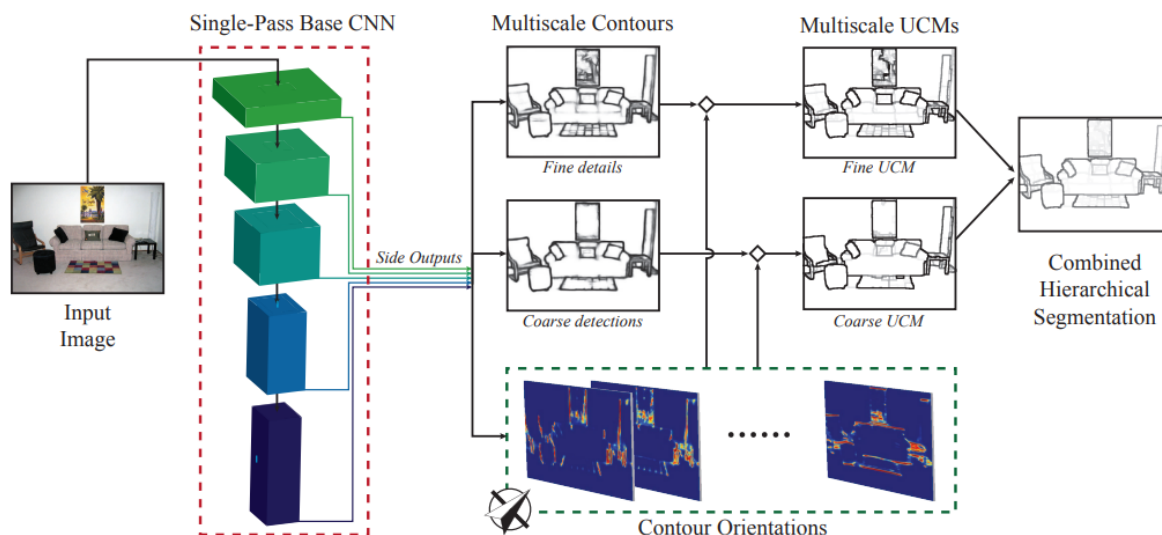 Single-Pass Base CNN
Multiscale Contours
Multiscale UCMs
Fine details
Fine UCM
Side Outputs
Coarse detections
Coarse UCM
Input
Image
Combined
Hierarchical
Segmentation
Contour Orientations